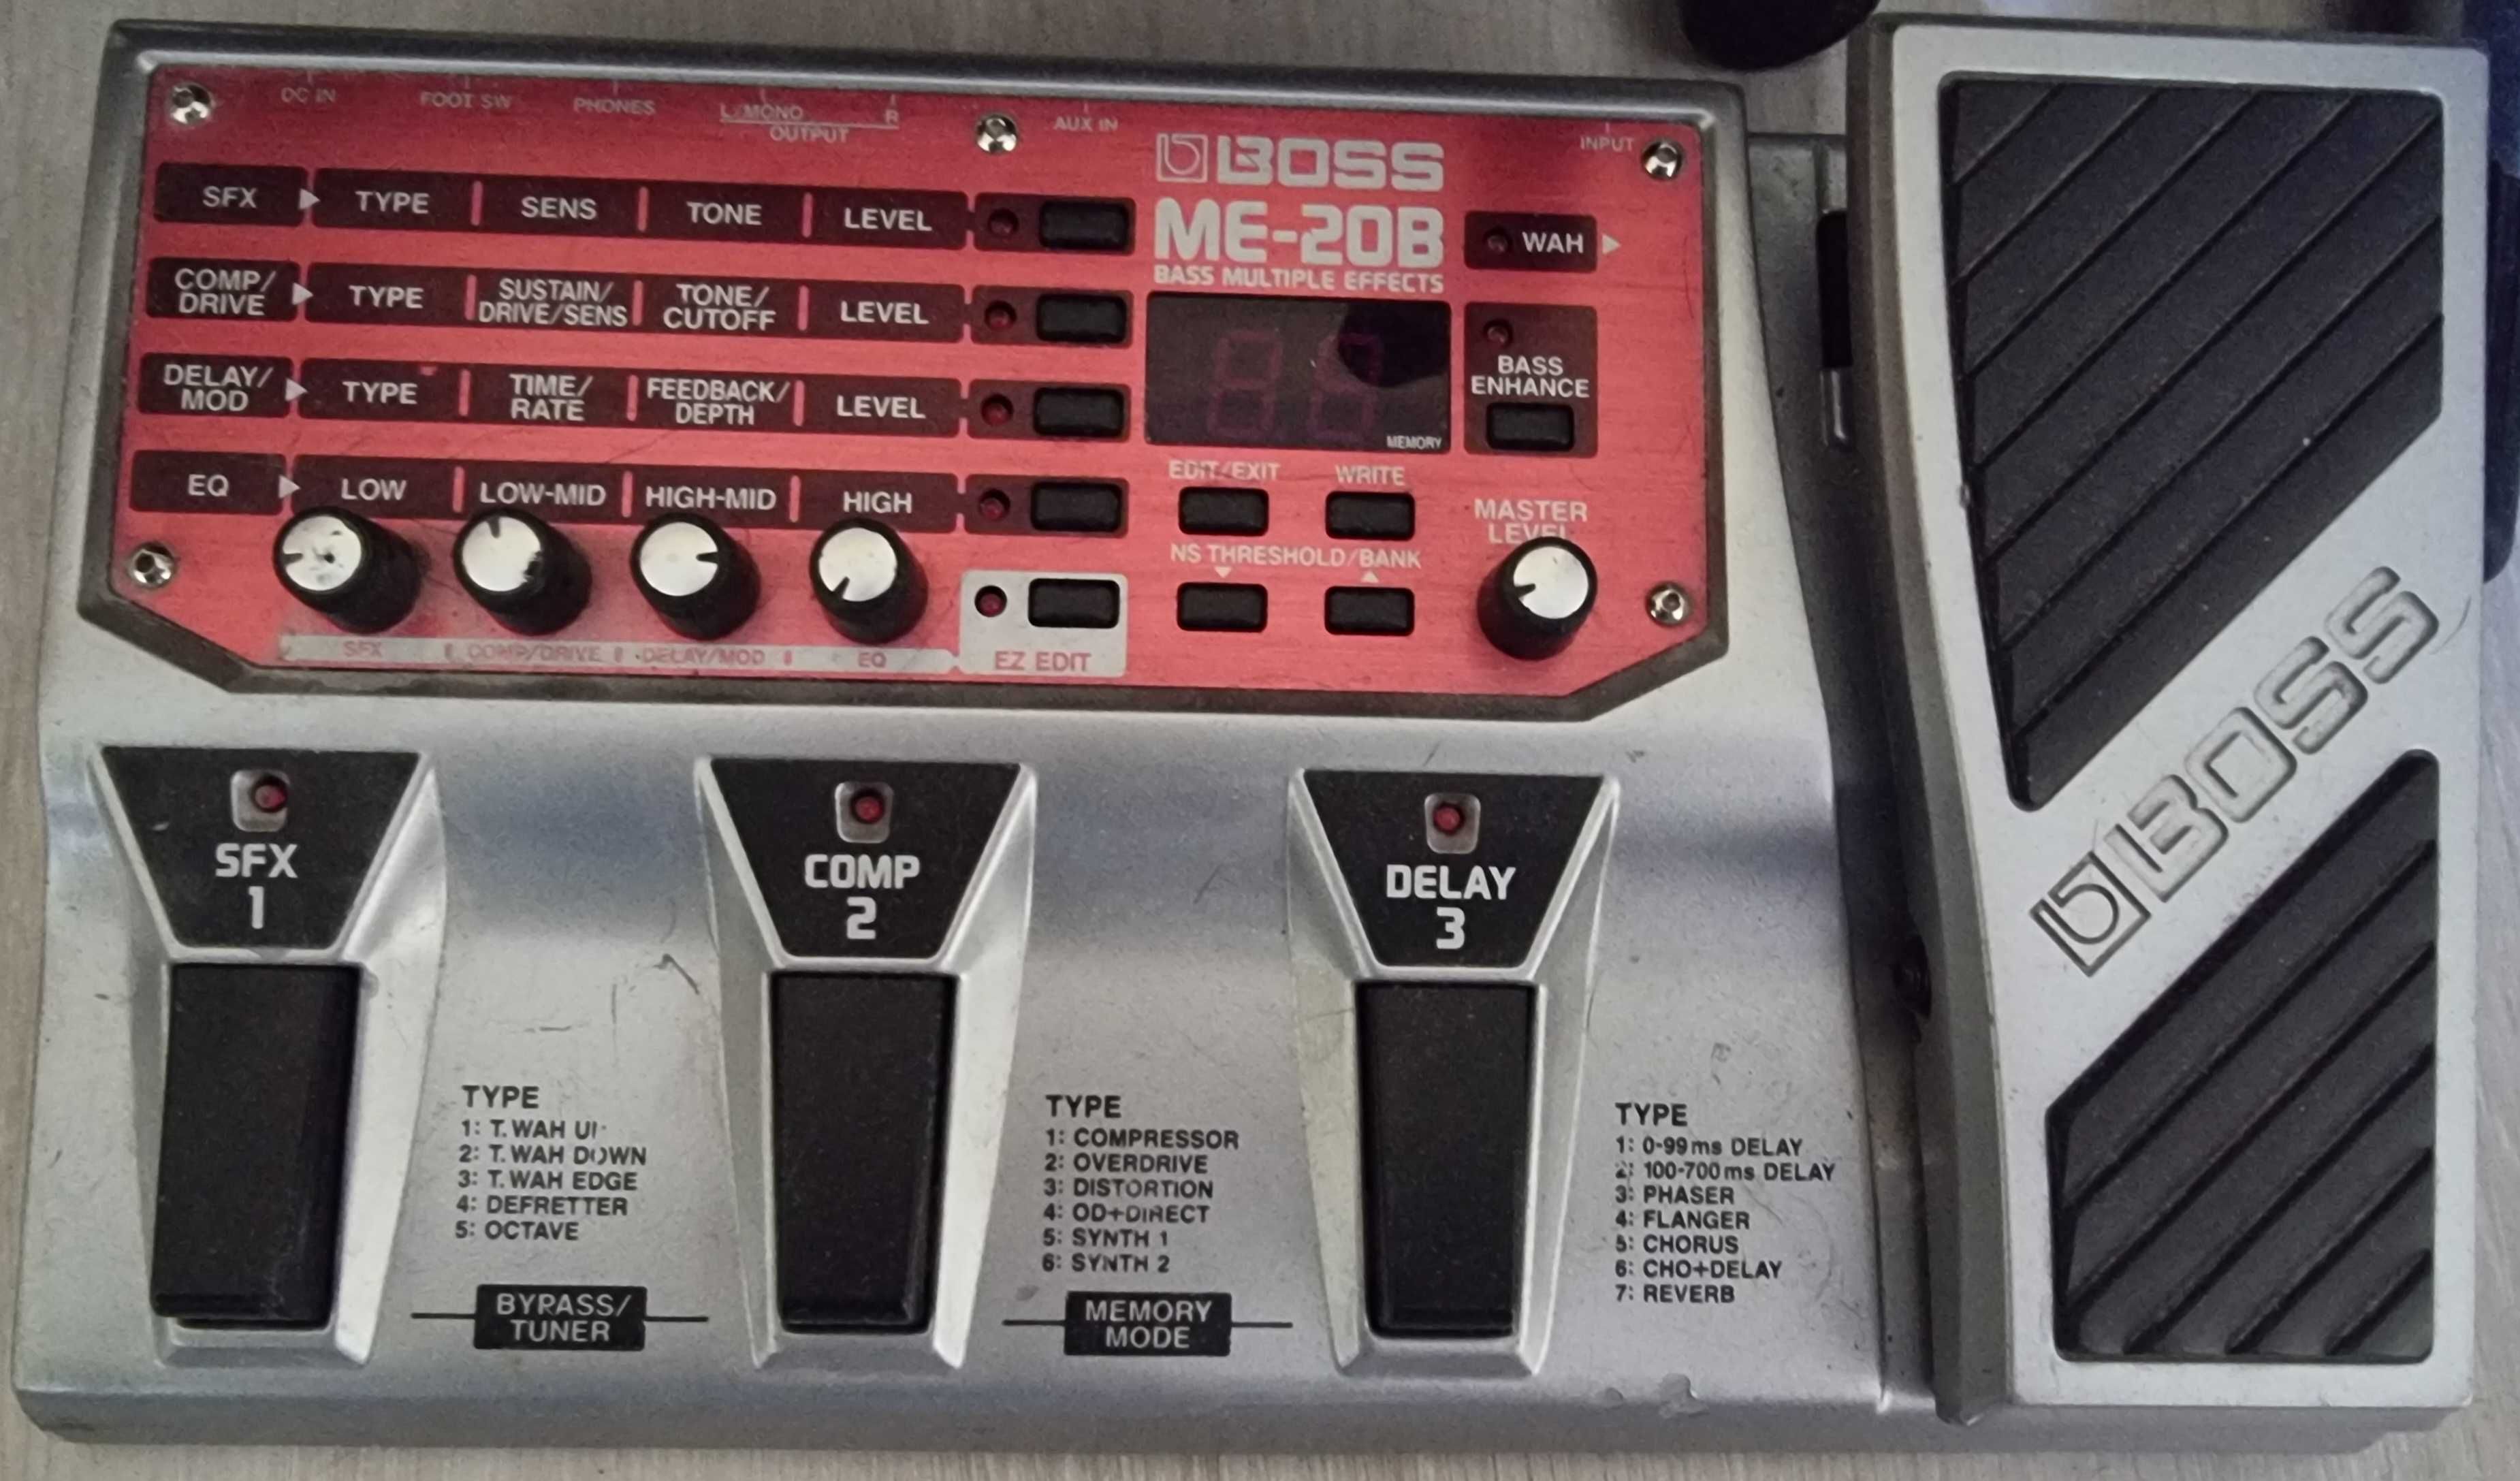 DC IN
FOOT SW
PHONES
L/MONO
R
OUTPUT
AUX IN
INPUT
SFX TYPE SENS TONE LEVEL
COMP/
DRIVE
TYPE
SUSTAIN/
DRIVE/SENS
TONE/
CUTOFF
LEVEL
DELAY/
MOD
TYPE
TIME/
RATE
FEEDBACK/
DEPTH
LEVEL
EQ LOW LOW-MID HIGH-MID HIGH
SFX COMP/DRIVE DELAY/MOD EQ
EZ EDIT
BOSS
ME-20B
BASS MULTIPLE EFFECTS
MEMORY
WAH
BASS
ENHANCE
EDIT/EXIT
WRITE
NS THRESHOLD/BANK
MASTER
LEVEL
BOSS
SFX
1
COMP
2
DELAY
3
TYPE
1: T.WAH UP
2: T.WAH DOWN
3: T.WAH EDGE
4: DEFRETTER
5: OCTAVE
BYPASS/
TUNER
TYPE
1: COMPRESSOR
2: OVERDRIVE
3: DISTORTION
4: OD+DIRECT
5: SYNTH 1
6: SYNTH 2
MEMORY
MODE
TYPE
1: 0-99ms DELAY
2: 100-700ms DELAY
3: PHASER
4: FLANGER
5: CHORUS
6: CHO+DELAY
7: REVERB